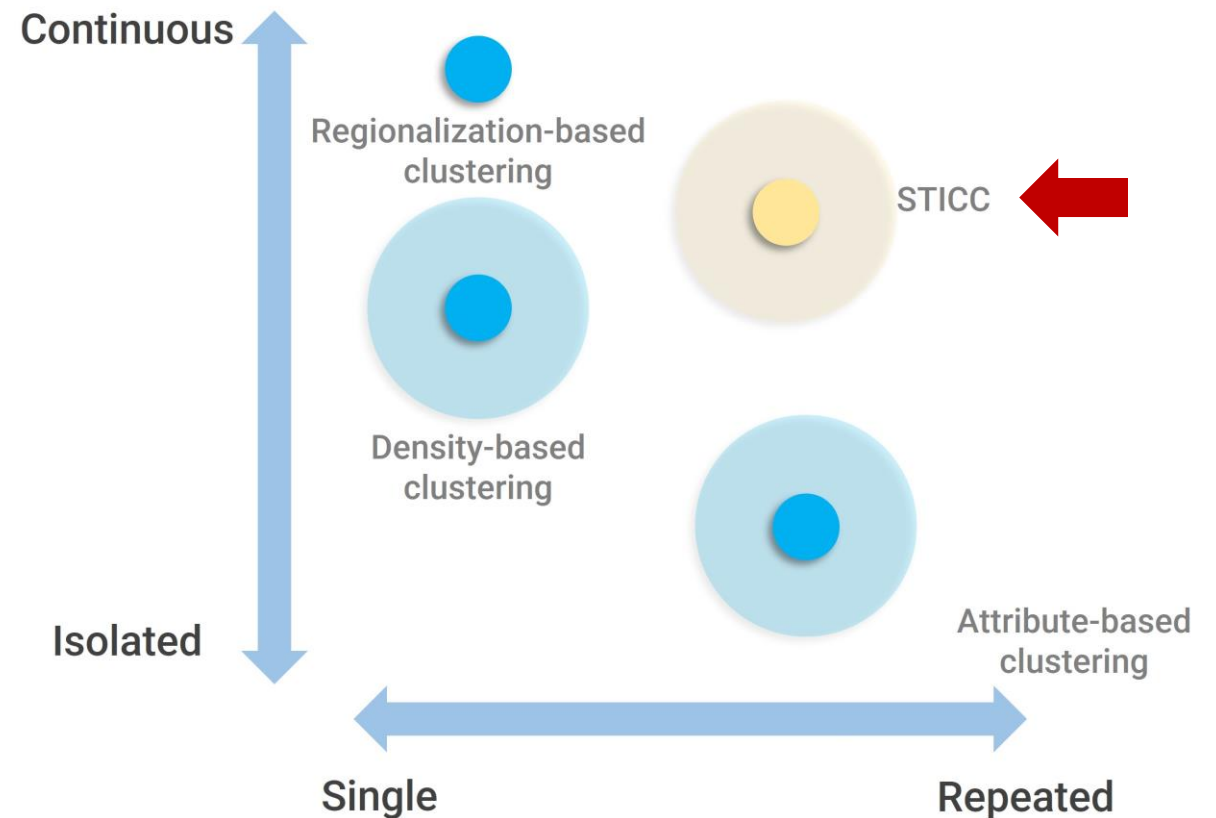 Continuous
Regionalization-based
clustering
STICC
Density-based
clustering
Isolated
Attribute-based
clustering
Single
Repeated